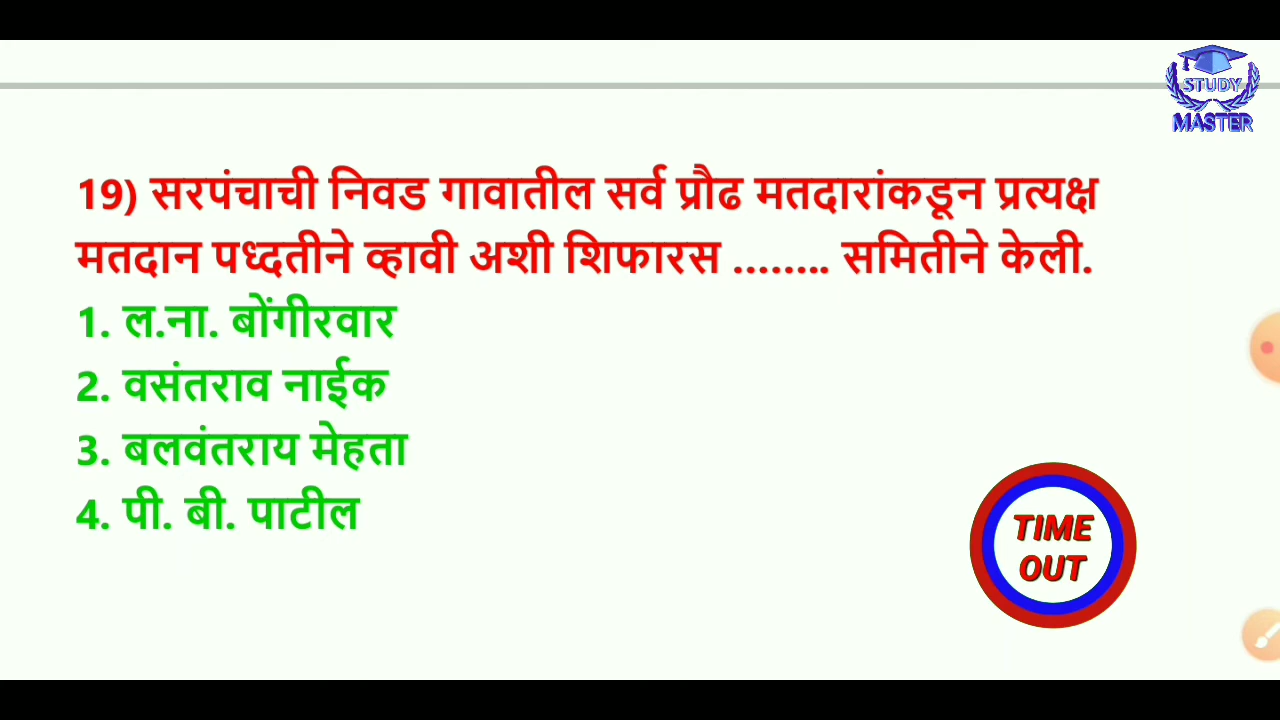 STUDY
MASTER
19) सरपंचाची निवड गावातील सर्व प्रौढ मतदारांकडून प्रत्यक्ष
मतदान पध्दतीने व्हावी अशी शिफारस ........ समितीने केली.
1. ल.ना. बोंगीरवार
2. वसंतराव नाईक
3. बलवंतराय मेहता
4. पी. बी. पाटील
TIME
OUT